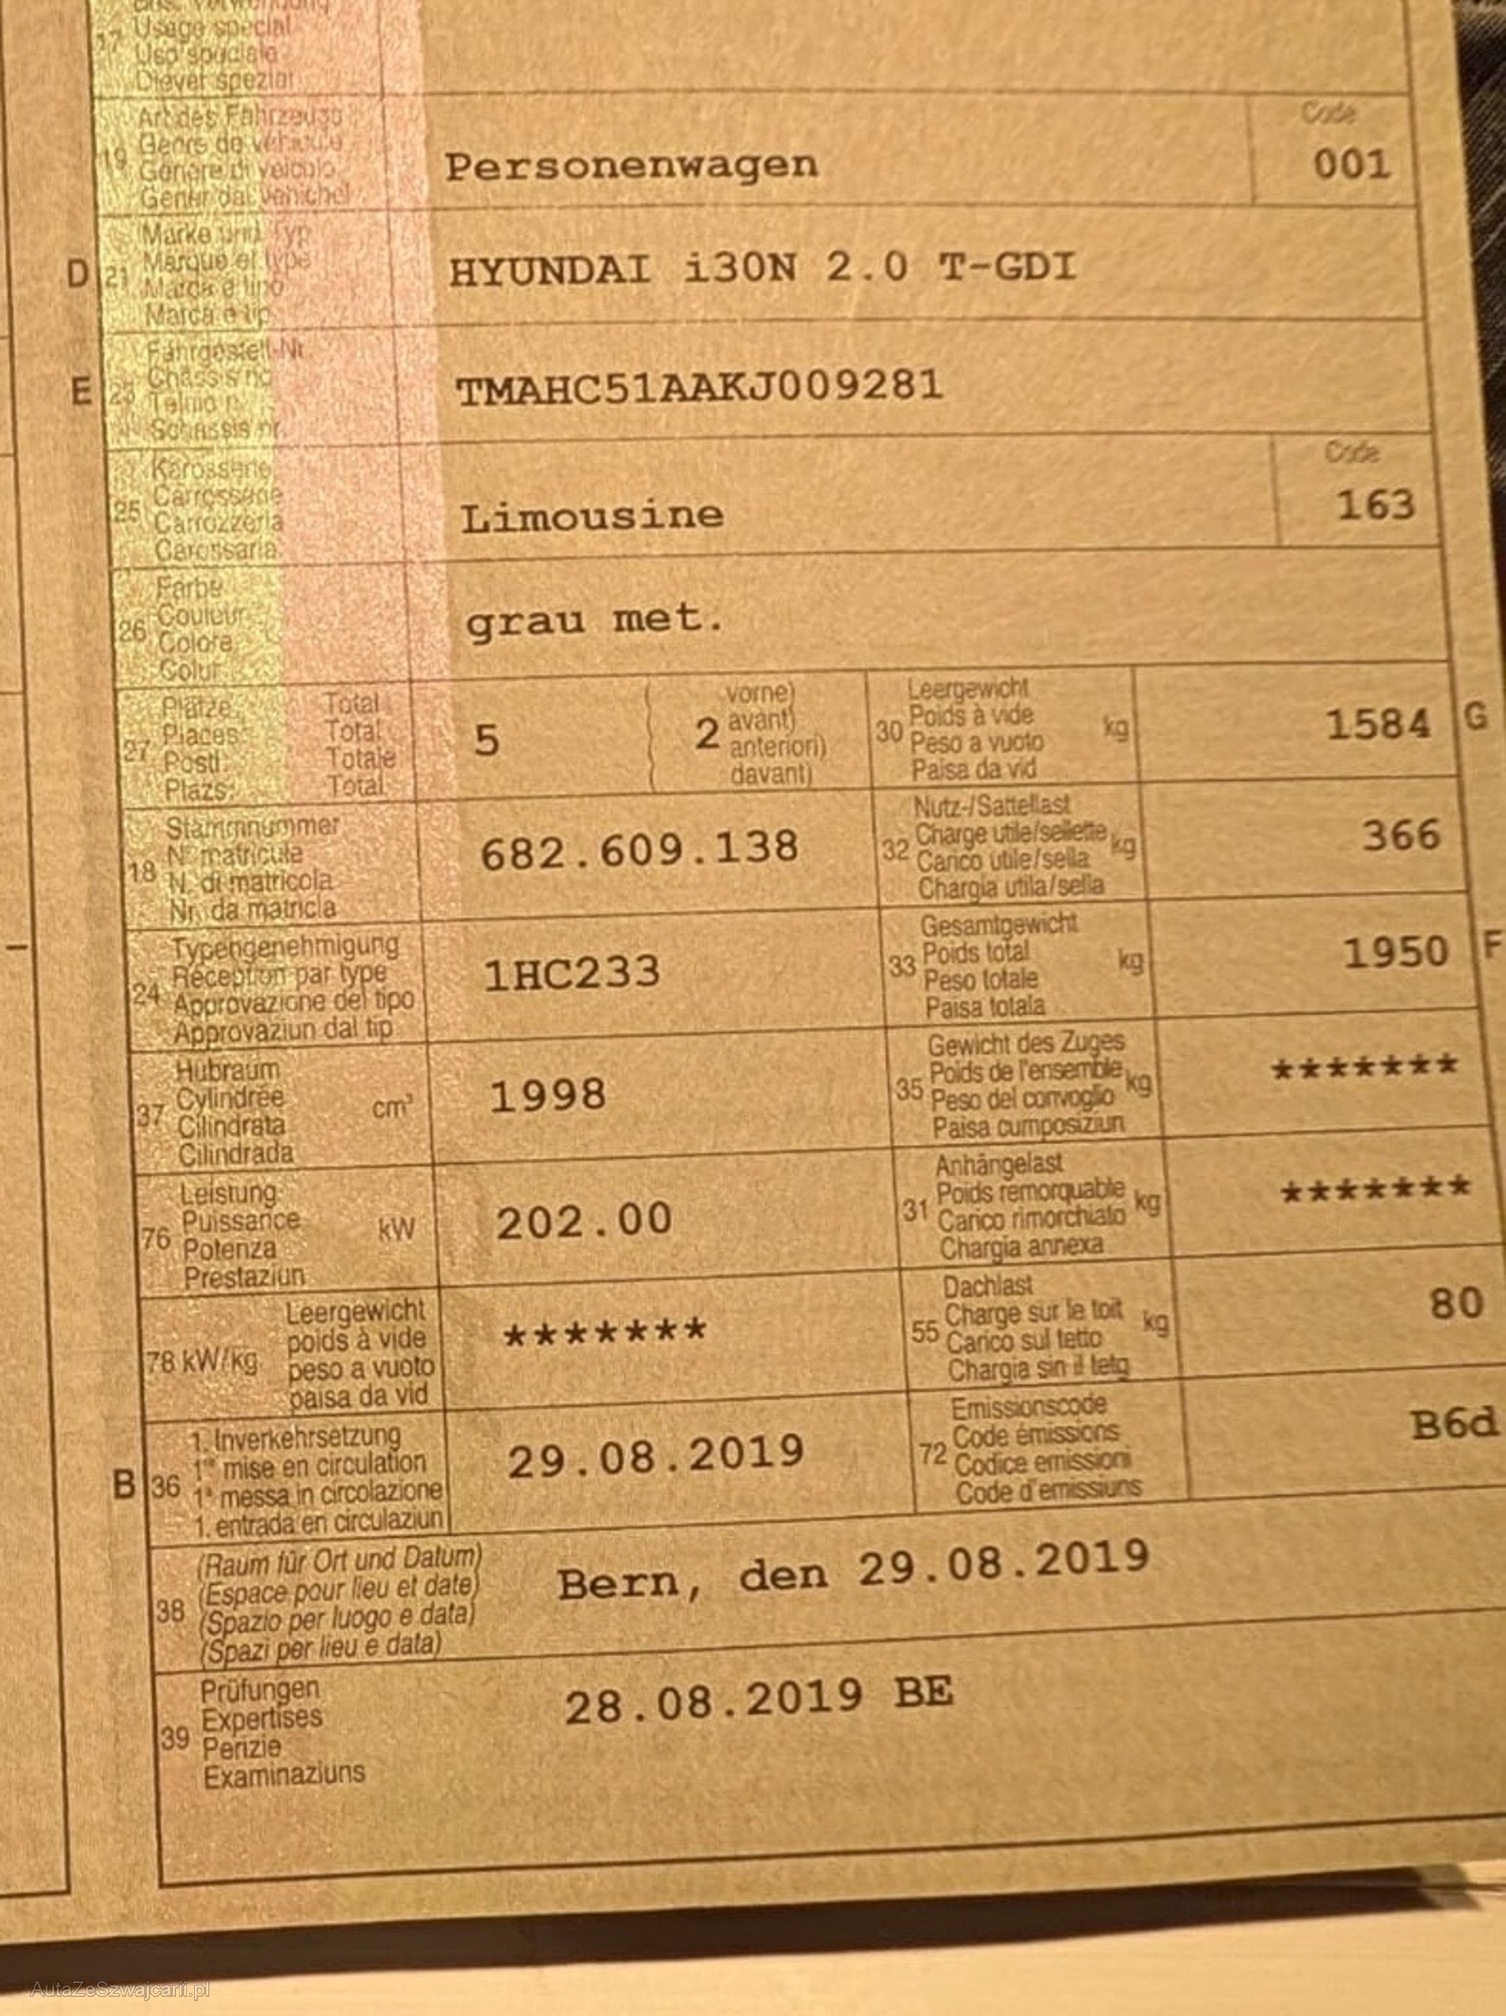 Usage spécial
Uso speciale
Diever spezial
17
Art des Fahrzeugs
Genre de véhicule
Genere di veicolo
Gener dal vehichel
19
Personenwagen
Code
001
D
21
Marke und Typ
Marque et type
Marca e tipo
Marca e tip
HYUNDAI i30N 2.0 T-GDI
E
23
Fahrgestell-Nr.
Châssis no
Telaio n.
Schassis nr.
TMAHC51AAKJ009281
25
Karosserie
Carrosserie
Carrozzeria
Carossaria
Limousine
Code
163
26
Farbe
Couleur
Colore
Colur
grau met.
27
Plätze Total
Places Total
Posti Totale
Plazs: Total
5
( 2 vorne)
( avant)
( anteriori)
( davant)
30
Leergewicht
Poids à vide kg
Peso a vuoto
Paisa da vid
1584
G
18
Stammnummer
N° matricule
N. di matricola
Nr. da matricla
682.609.138
32
Nutz-/Sattellast
Charge utile/sellette kg
Carico utile/sella
Chargia utila/sella
366
24
Typengenehmigung
Réception par type
Approvazione del tipo
Approvaziun dal tip
1HC233
33
Gesamtgewicht
Poids total kg
Peso totale
Paisa totala
1950
F
37
Hubraum
Cylindrée cm³
Cilindrata
Cilindrada
1998
35
Gewicht des Zuges
Poids de l'ensemble kg
Peso del convoglio
Paisa cumposiziun
*******
76
Leistung
Puissance kW
Potenza
Prestaziun
202.00
31
Anhängelast
Poids remorquable kg
Carico rimorchiato
Chargia annexa
*******
78 kW/kg
Leergewicht
poids à vide
peso a vuoto
paisa da vid
*******
55
Dachlast
Charge sur le toit kg
Carico sul tetto
Chargia sin il tetg
80
B
36
1. Inverkehrsetzung
1re mise en circulation
1a messa in circolazione
1. entrada en circulaziun
29.08.2019
72
Emissionscode
Code émissions
Codice emissioni
Code d'emissiuns
B6d
38
(Raum für Ort und Datum)
(Espace pour lieu et date)
(Spazio per luogo e data)
(Spazi per lieu e data)
Bern, den 29.08.2019
39
Prüfungen
Expertises
Perizie
Examinaziuns
28.08.2019 BE
AutaZeSzwajcarii.pl